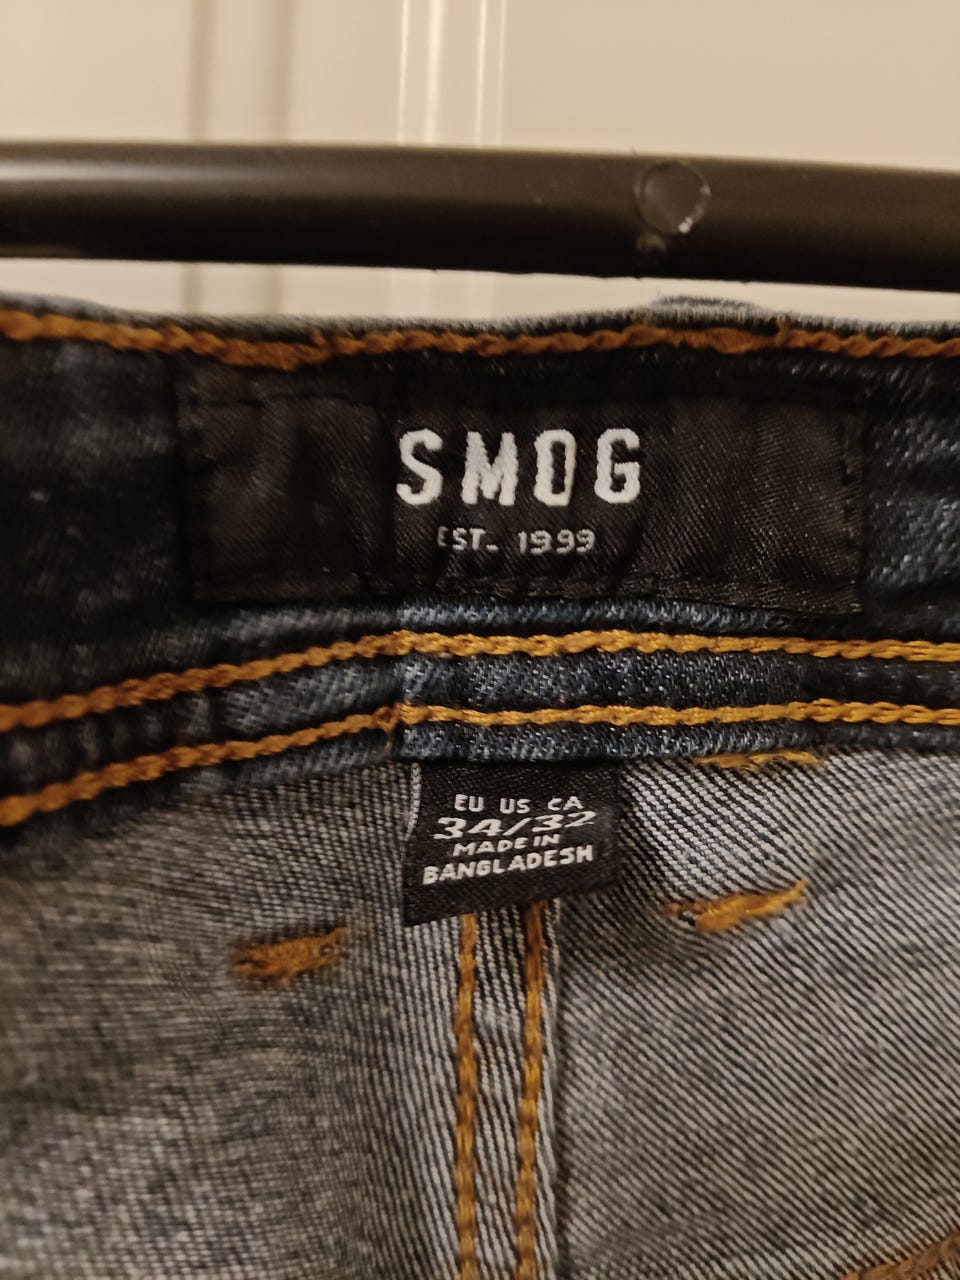 SMOG
EST. 1999
EU US CA
34/32
MADE IN
BANGLADESH